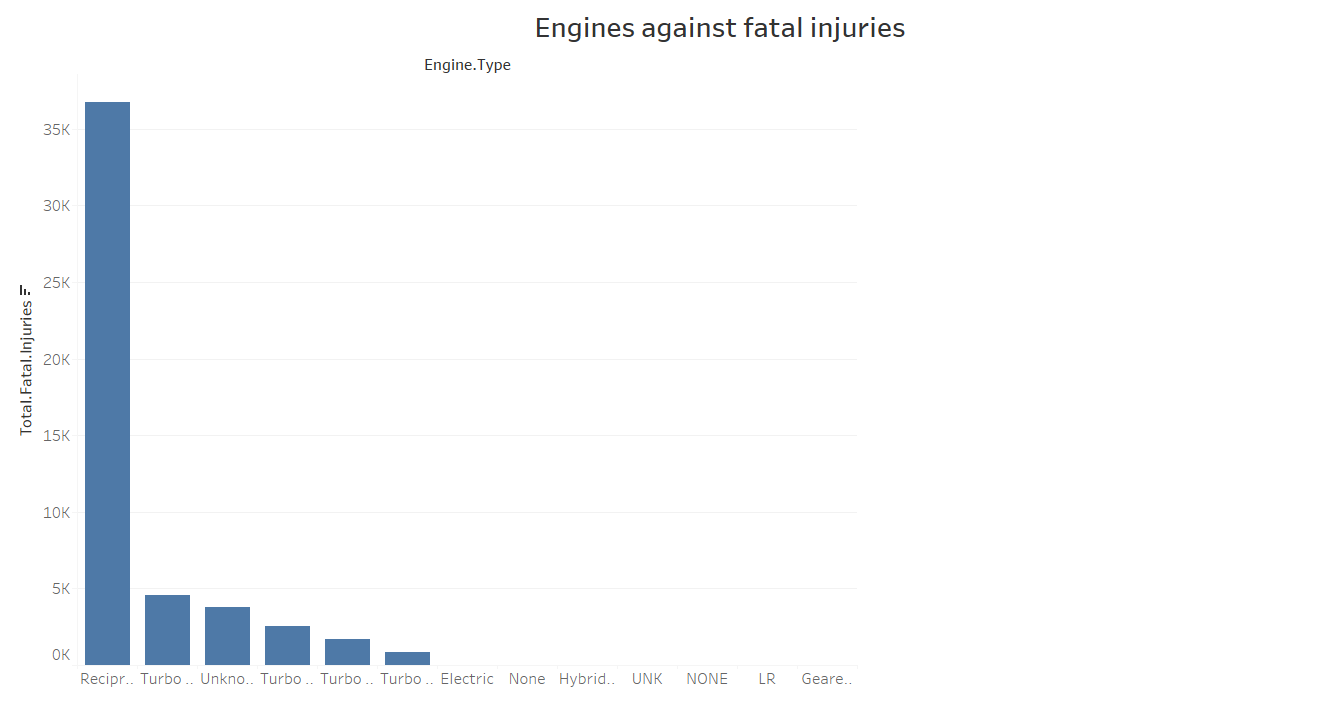 Engines against fatal injuries
Engine.Type
Total.Fatal.Injuries
35K
30K
25K
20K
15K
10K
5K
0K
Recipr.. Turbo .. Unkno.. Turbo .. Turbo .. Turbo .. Electric None Hybrid.. UNK NONE LR Geare..